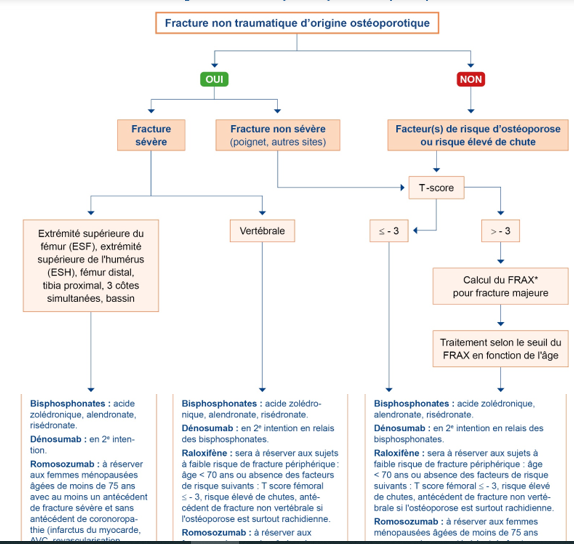 Fracture non traumatique d'origine ostéoporotique
OUI
NON
Fracture
sévère
Fracture non sévère
(poignet, autres sites)
Facteur(s) de risque d'ostéoporose
ou risque élevé de chute
T-score
Extrémité supérieure du
fémur (ESF), extrémité
supérieure de l'humérus
(ESH), fémur distal,
tibia proximal, 3 côtes
simultanées, bassin
Vertébrale
≤ - 3
> - 3
Calcul du FRAX*
pour fracture majeure
Traitement selon le seuil du
FRAX en fonction de l'âge
Bisphosphonates : acide
zolédronique, alendronate,
risédronate.
Dénosumab : en 2e inten-
tion.
Romosozumab : à réserver
aux femmes ménopausées
âgées de moins de 75 ans
avec au moins un antécédent
de fracture sévère et sans
antécédent de coronoropa-
thie (infarctus du myocarde,
AVC, revascularisation
Bisphosphonates : acide zolédro-
nique, alendronate, risédronate.
Dénosumab : en 2e intention en relais
des bisphosphonates.
Raloxifène : sera à réserver aux sujets
à faible risque de fracture périphérique :
âge < 70 ans ou absence des facteurs
de risque suivants : T score fémoral
≤ - 3, risque élevé de chutes, anté-
cédent de fracture non vertébrale si
l'ostéoporose est surtout rachidienne.
Romosozumab : à réserver aux
Bisphosphonates : acide zolédronique,
alendronate, risédronate.
Dénosumab : en 2e intention en relais
des bisphosphonates.
Raloxifène : sera à réserver aux sujets à
faible risque de fracture périphérique : âge
< 70 ans ou absence des facteurs de risque
suivants : T score fémoral ≤ - 3, risque élevé
de chutes, antécédent de fracture non verté-
brale si l'ostéoporose est surtout rachidienne.
Romosozumab : à réserver aux femmes
ménopausées âgées de moins de 75 ans